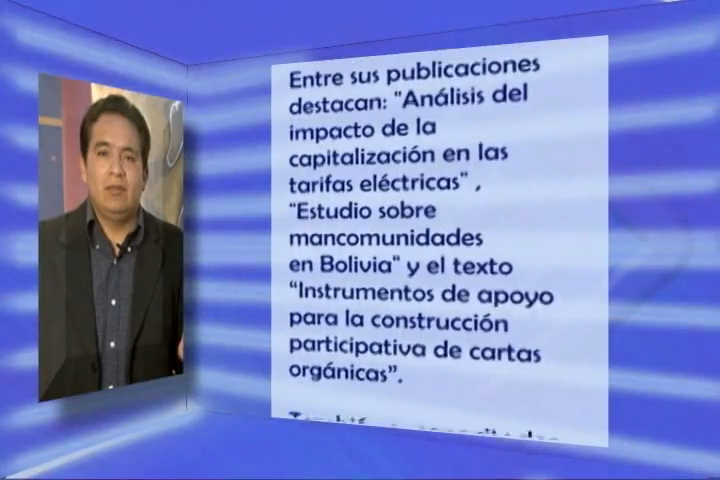 Entre sus publicaciones
destacan: "Análisis del
impacto de la
capitalización en las
tarifas eléctricas" ,
"Estudio sobre
mancomunidades
en Bolivia" y el texto
“Instrumentos de apoyo
para la construcción
participativa de cartas
orgánicas”.